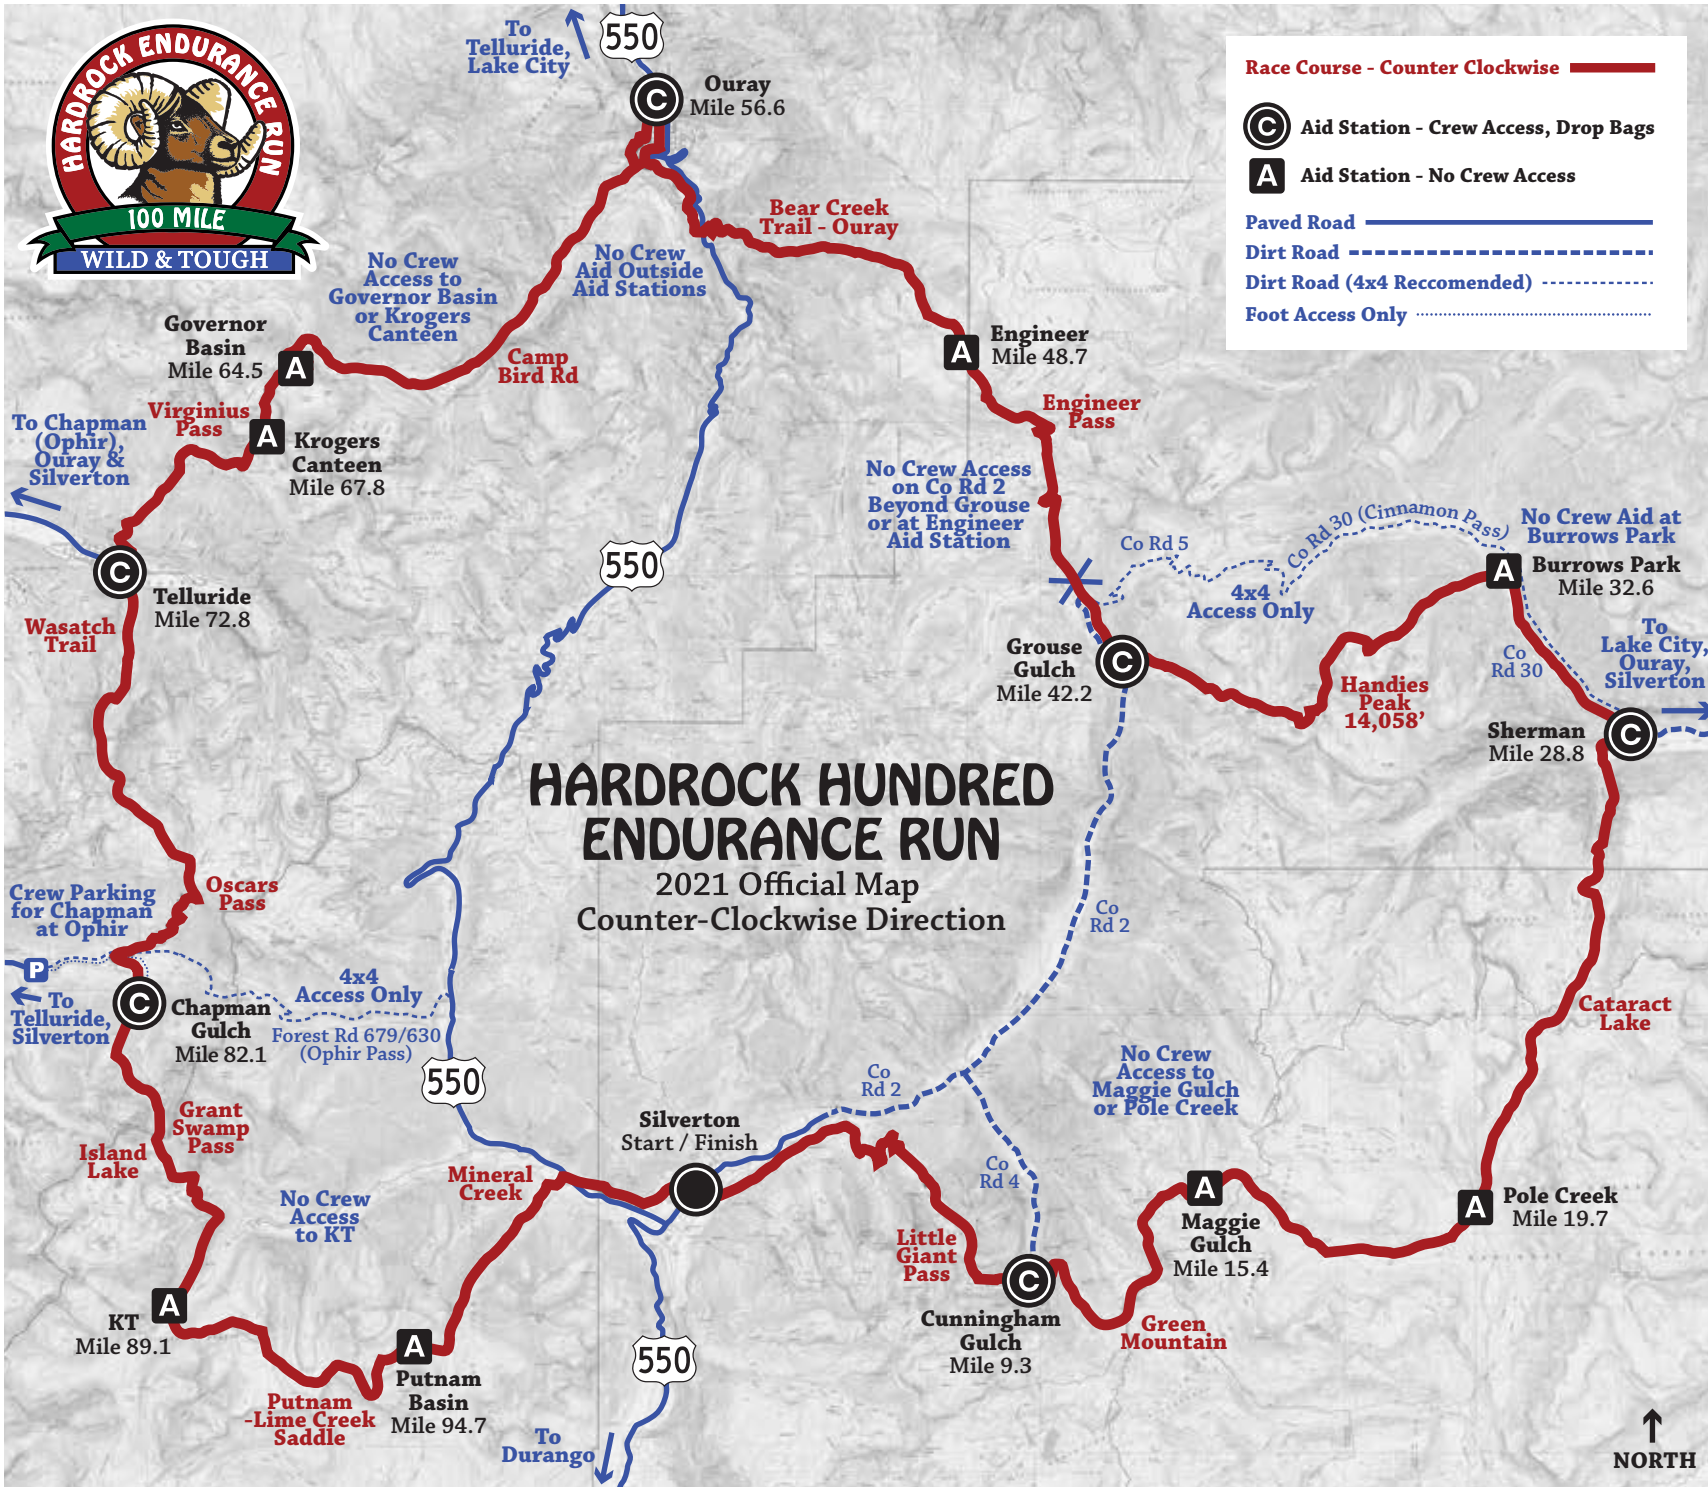 HARDROCK ENDURANCE RUN
100 MILE
WILD & TOUGH
To
Telluride,
Lake City
550
C
Ouray
Mile 56.6
Race Course - Counter Clockwise
C
Aid Station - Crew Access, Drop Bags
A
Aid Station - No Crew Access
Paved Road
Dirt Road
Dirt Road (4x4 Reccomended)
Foot Access Only
Bear Creek
Trail - Ouray
No Crew
Aid Outside
Aid Stations
No Crew
Access to
Governor Basin
or Krogers
Canteen
Governor
Basin
Mile 64.5
A
Camp
Bird Rd
A
Engineer
Mile 48.7
Engineer
Pass
Virginius
Pass
A
Krogers
Canteen
Mile 67.8
To Chapman
(Ophir),
Ouray &
Silverton
No Crew Access
on Co Rd 2
Beyond Grouse
or at Engineer
Aid Station
Co Rd 5
Co Rd 30 (Cinnamon Pass)
4x4
Access Only
No Crew Aid at
Burrows Park
A
Burrows Park
Mile 32.6
550
C
Telluride
Mile 72.8
Wasatch
Trail
Grouse
Gulch
Mile 42.2
C
Co
Rd 30
To
Lake City,
Ouray,
Silverton
Handies
Peak
14,058’
Sherman
Mile 28.8
C
HARDROCK HUNDRED
ENDURANCE RUN
2021 Official Map
Counter-Clockwise Direction
Oscars
Pass
Crew Parking
for Chapman
at Ophir
P
To
Telluride,
Silverton
C
Chapman
Gulch
Mile 82.1
4x4
Access Only
Forest Rd 679/630
(Ophir Pass)
Co
Rd 2
Cataract
Lake
550
Co
Rd 2
No Crew
Access to
Maggie Gulch
or Pole Creek
Grant
Swamp
Pass
Island
Lake
Silverton
Start / Finish
Mineral
Creek
No Crew
Access
to KT
Co
Rd 4
A
Maggie
Gulch
Mile 15.4
A
Pole Creek
Mile 19.7
Little
Giant
Pass
C
Cunningham
Gulch
Mile 9.3
Green
Mountain
A
KT
Mile 89.1
A
Putnam
Basin
Mile 94.7
Putnam
-Lime Creek
Saddle
550
To
Durango
NORTH